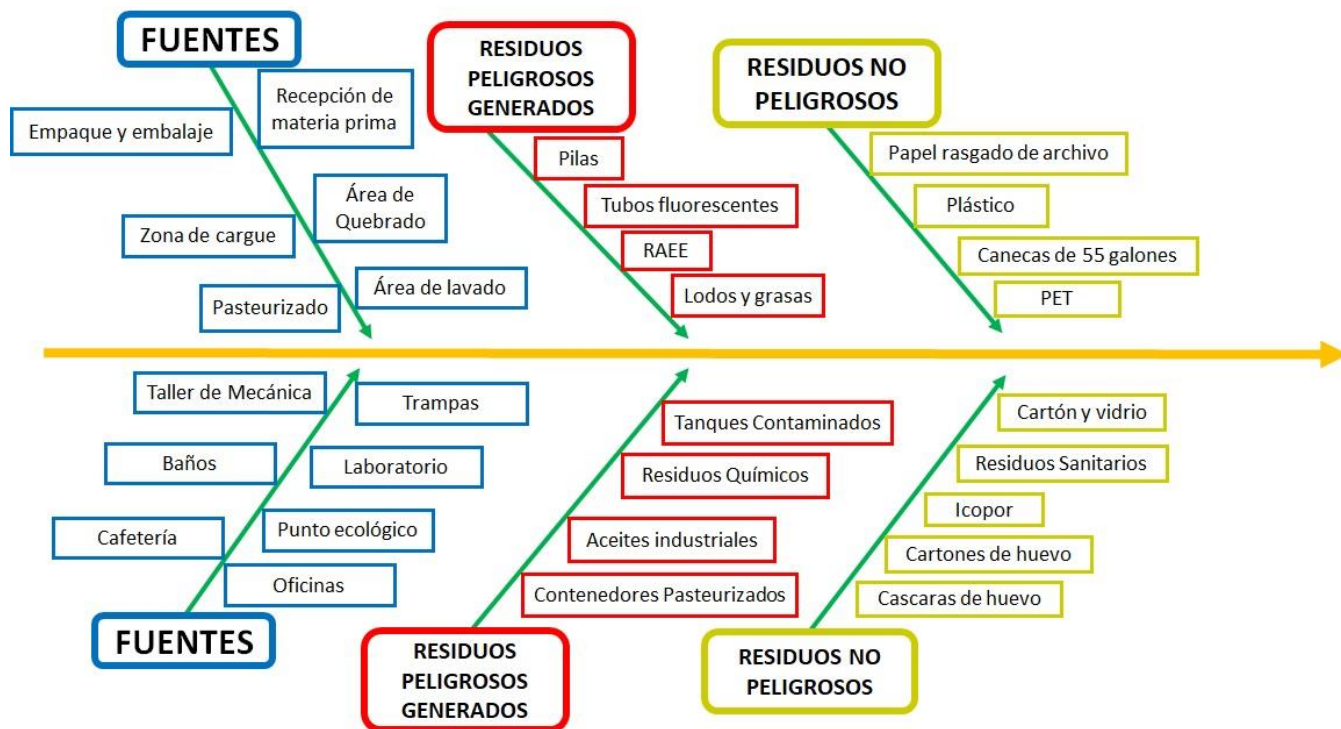 FUENTES
Recepción de
materia prima
Empaque y embalaje
Área de
Quebrado
Zona de cargue
Área de lavado
Pasteurizado
RESIDUOS
PELIGROSOS
GENERADOS
Pilas
Tubos fluorescentes
RAEE
Lodos y grasas
RESIDUOS NO
PELIGROSOS
Papel rasgado de archivo
Plástico
Canecas de 55 galones
PET
Taller de Mecánica
Trampas
Baños
Laboratorio
Cafetería
Punto ecológico
Oficinas
FUENTES
Tanques Contaminados
Residuos Químicos
Aceites industriales
Contenedores Pasteurizados
RESIDUOS
PELIGROSOS
GENERADOS
Cartón y vidrio
Residuos Sanitarios
Icopor
Cartones de huevo
Cascaras de huevo
RESIDUOS NO
PELIGROSOS